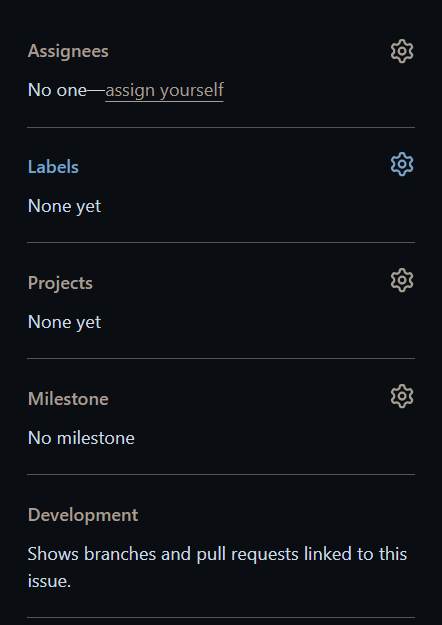 Assignees
No one—assign yourself
Labels
None yet
Projects
None yet
Milestone
No milestone
Development
Shows branches and pull requests linked to this
issue.